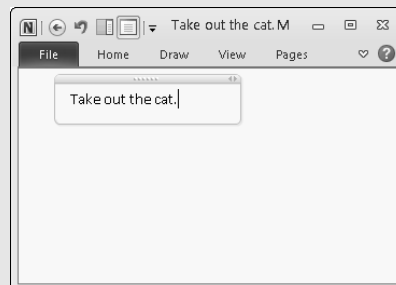 N Take out the cat. M
File Home Draw View Pages ?
Take out the cat.